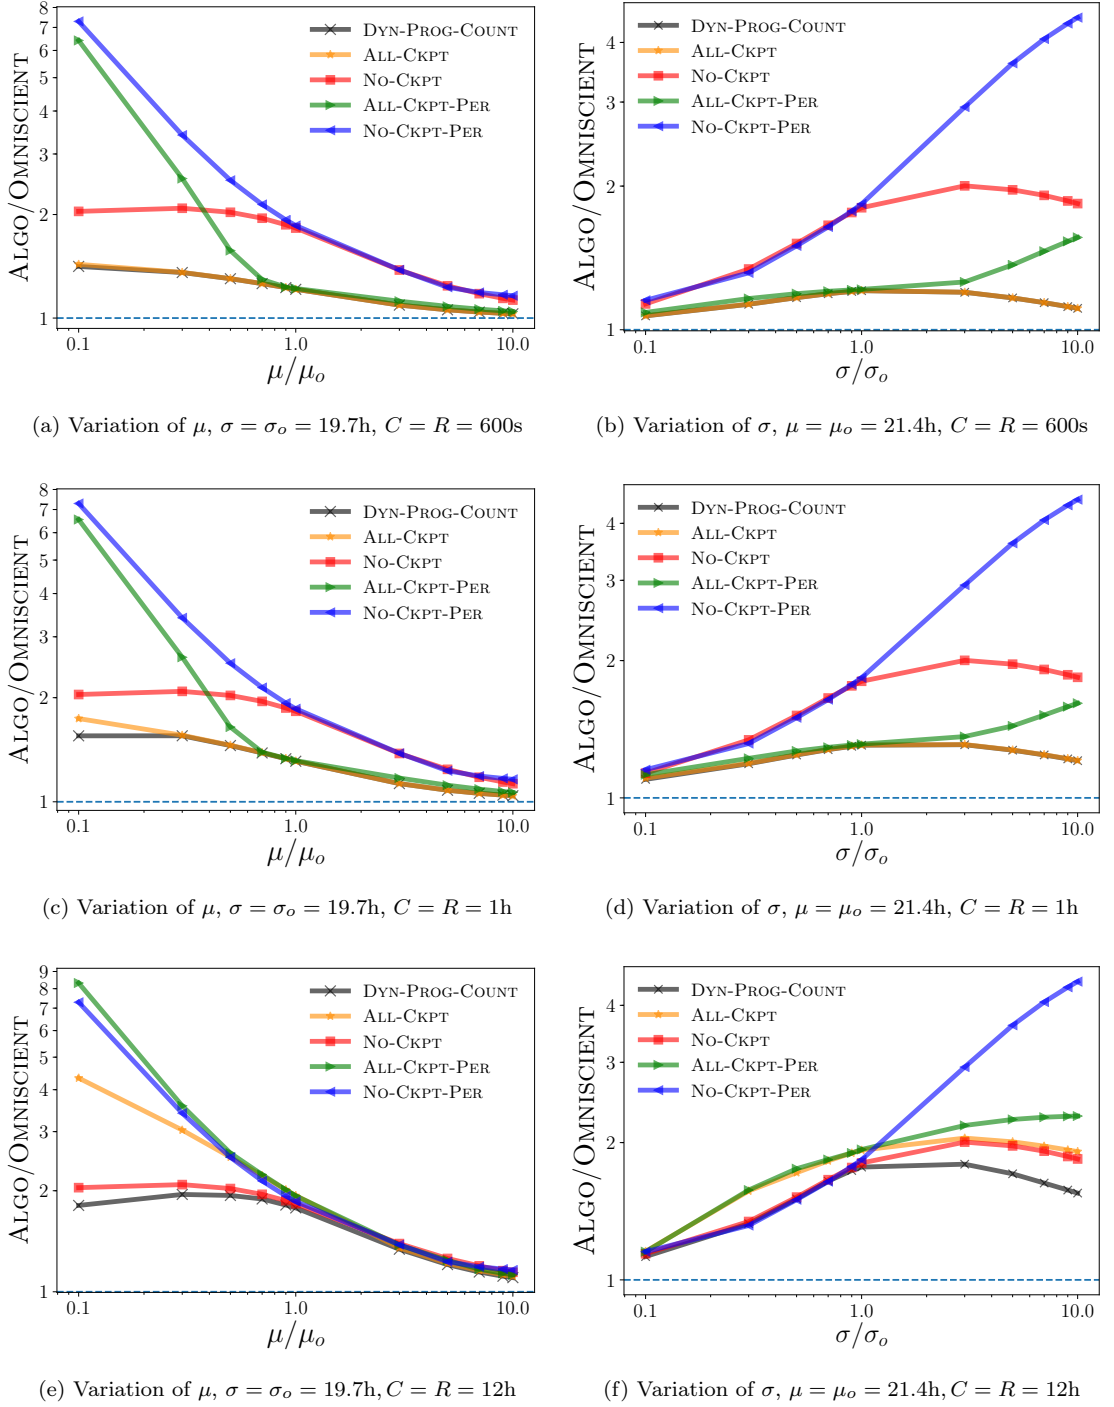 8
7
6
5
4
3
2
1
ALGO/OMNISCIENT
DYN-PROG-COUNT
ALL-CKPT
NO-CKPT
ALL-CKPT-PER
NO-CKPT-PER
0.1 1.0 10.0
μ/μo
(a) Variation of μ, σ = σo = 19.7h, C = R = 600s
4
3
2
1
ALGO/OMNISCIENT
DYN-PROG-COUNT
ALL-CKPT
NO-CKPT
ALL-CKPT-PER
NO-CKPT-PER
0.1 1.0 10.0
σ/σo
(b) Variation of σ, μ = μo = 21.4h, C = R = 600s
8
7
6
5
4
3
2
1
ALGO/OMNISCIENT
DYN-PROG-COUNT
ALL-CKPT
NO-CKPT
ALL-CKPT-PER
NO-CKPT-PER
0.1 1.0 10.0
μ/μo
(c) Variation of μ, σ = σo = 19.7h, C = R = 1h
4
3
2
1
ALGO/OMNISCIENT
DYN-PROG-COUNT
ALL-CKPT
NO-CKPT
ALL-CKPT-PER
NO-CKPT-PER
0.1 1.0 10.0
σ/σo
(d) Variation of σ, μ = μo = 21.4h, C = R = 1h
9
8
7
6
5
4
3
2
1
ALGO/OMNISCIENT
DYN-PROG-COUNT
ALL-CKPT
NO-CKPT
ALL-CKPT-PER
NO-CKPT-PER
0.1 1.0 10.0
μ/μo
(e) Variation of μ, σ = σo = 19.7h, C = R = 12h
4
3
2
1
ALGO/OMNISCIENT
DYN-PROG-COUNT
ALL-CKPT
NO-CKPT
ALL-CKPT-PER
NO-CKPT-PER
0.1 1.0 10.0
σ/σo
(f) Variation of σ, μ = μo = 21.4h, C = R = 12h